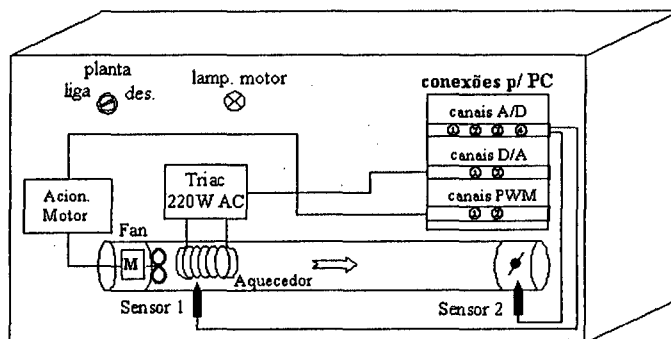 planta
liga des.
lamp. motor
conexões p/ PC
canais A/D
1 2 3 4
canais D/A
1 2
canais PWM
1 2
Triac
220W AC
Acion.
Motor
Fan
M
Aquecedor
Sensor 1
Sensor 2